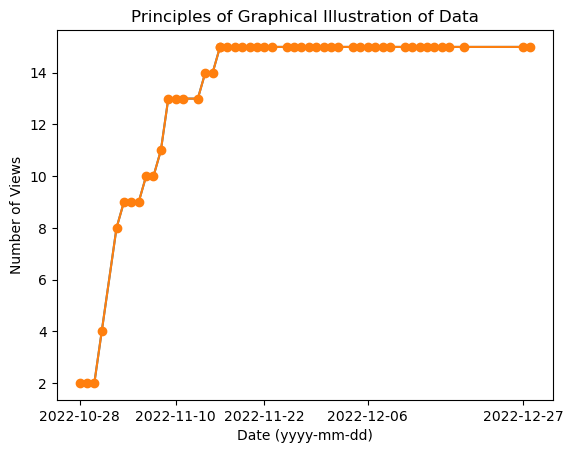 Principles of Graphical Illustration of Data
Number of Views
14
12
10
8
6
4
2
2022-10-28 2022-11-10 2022-11-22 2022-12-06 2022-12-27
Date (yyyy-mm-dd)